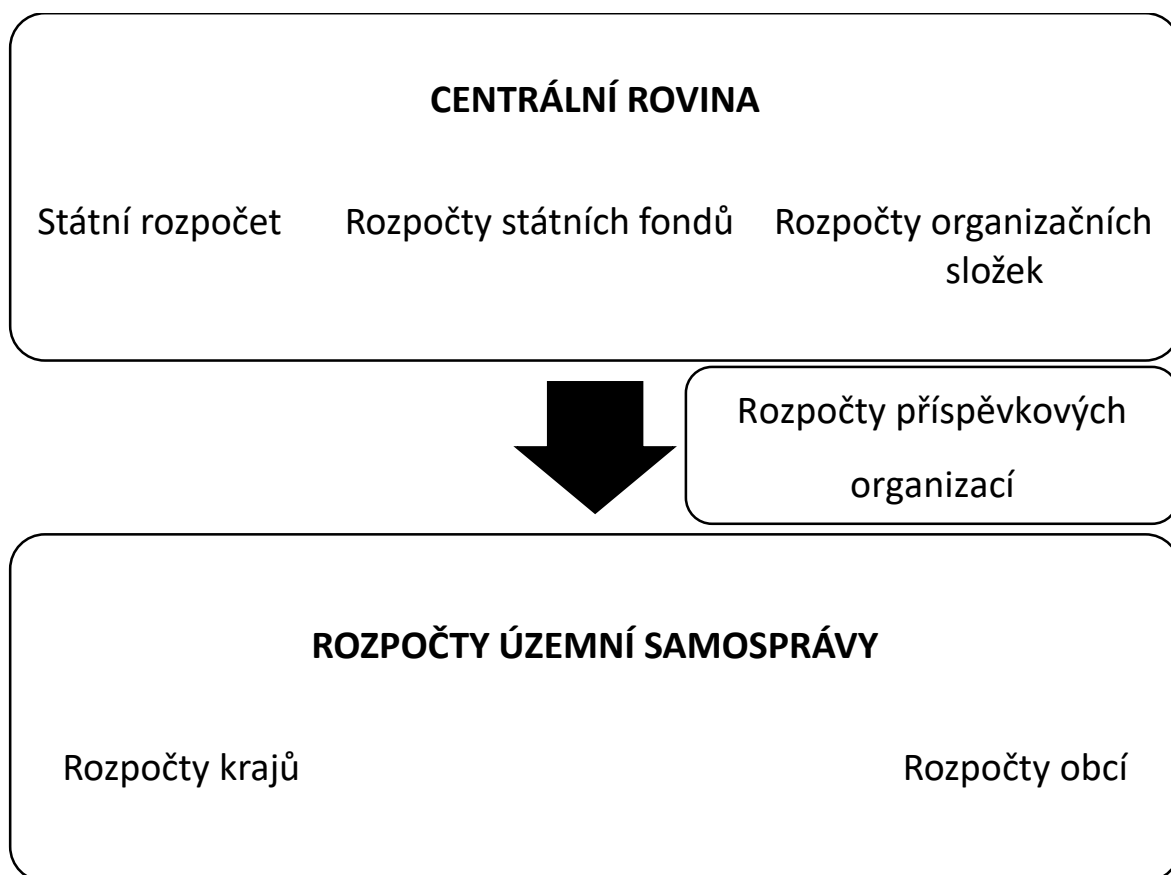 CENTRÁLNÍ ROVINA
Státní rozpočet
Rozpočty státních fondů
Rozpočty organizačních
složek
Rozpočty příspěvkových
organizací
ROZPOČTY ÚZEMNÍ SAMOSPRÁVY
Rozpočty krajů
Rozpočty obcí